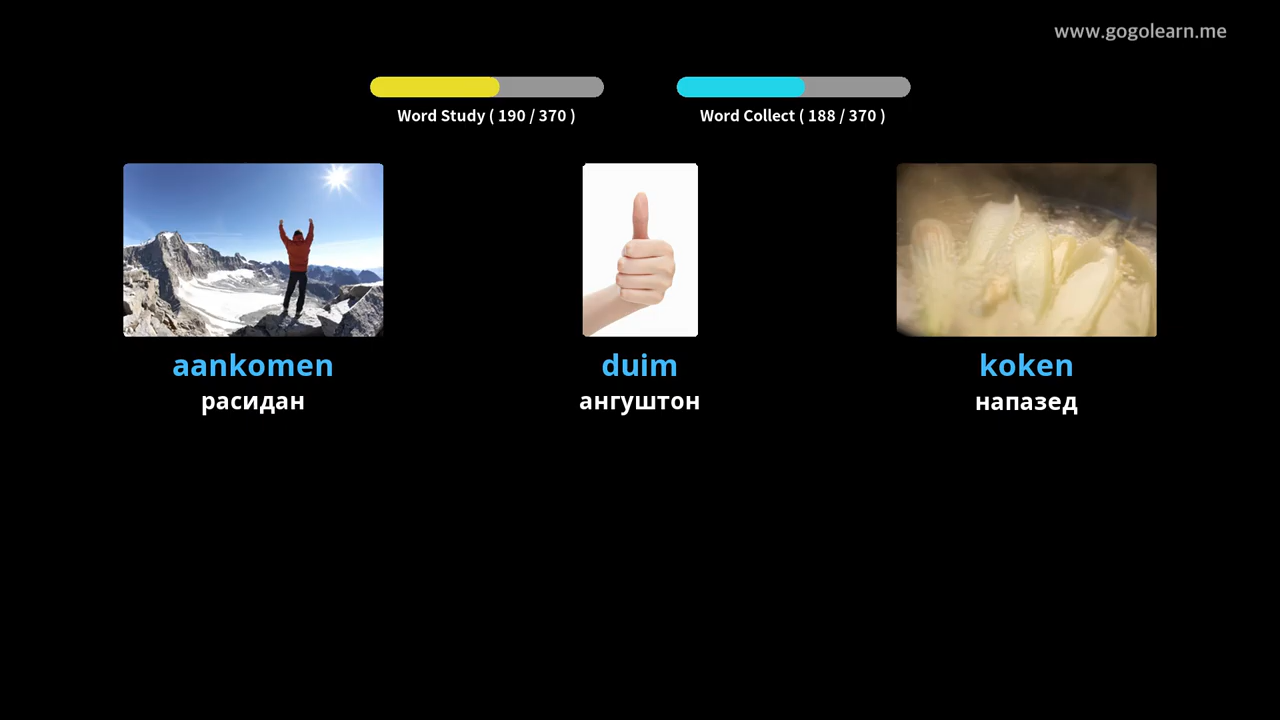 www.gogolearn.me
Word Study ( 190 / 370 )
Word Collect ( 188 / 370 )
aankomen
расидан
duim
ангуштон
koken
напазед